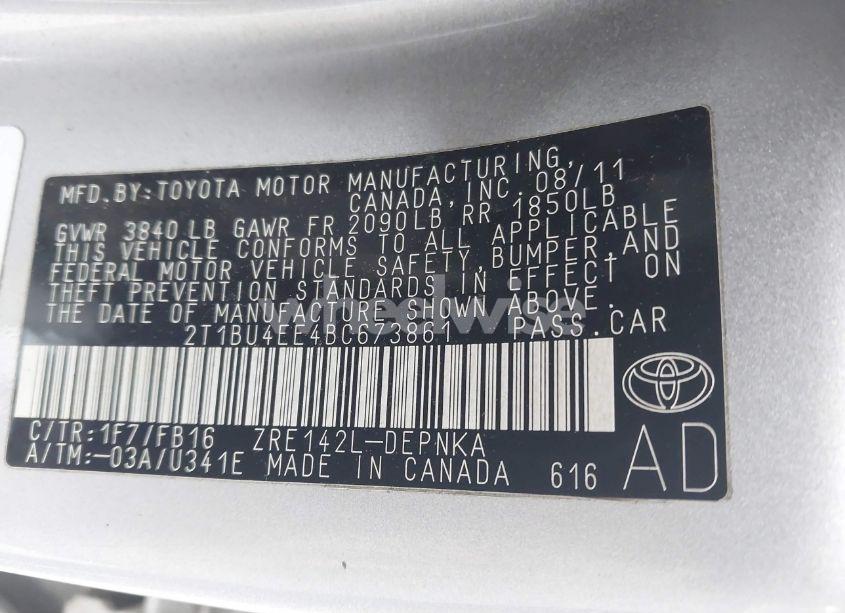 MFD.BY:TOYOTA MOTOR MANUFACTURING,
CANADA, INC. 08/11
GVWR 3840 LB GAWR FR 2090LB RR 1850LB
THIS VEHICLE CONFORMS TO ALL APPLICABLE
FEDERAL MOTOR VEHICLE SAFETY, BUMPER, AND
THEFT PREVENTION STANDARDS IN EFFECT ON
THE DATE OF MANUFACTURE SHOWN ABOVE.
2T1BU4EE4BC673861 PASS.CAR
C/TR:1F7/FB16 ZRE142L-DEPNKA
A/TM:-03A/U341E MADE IN CANADA 616
AD